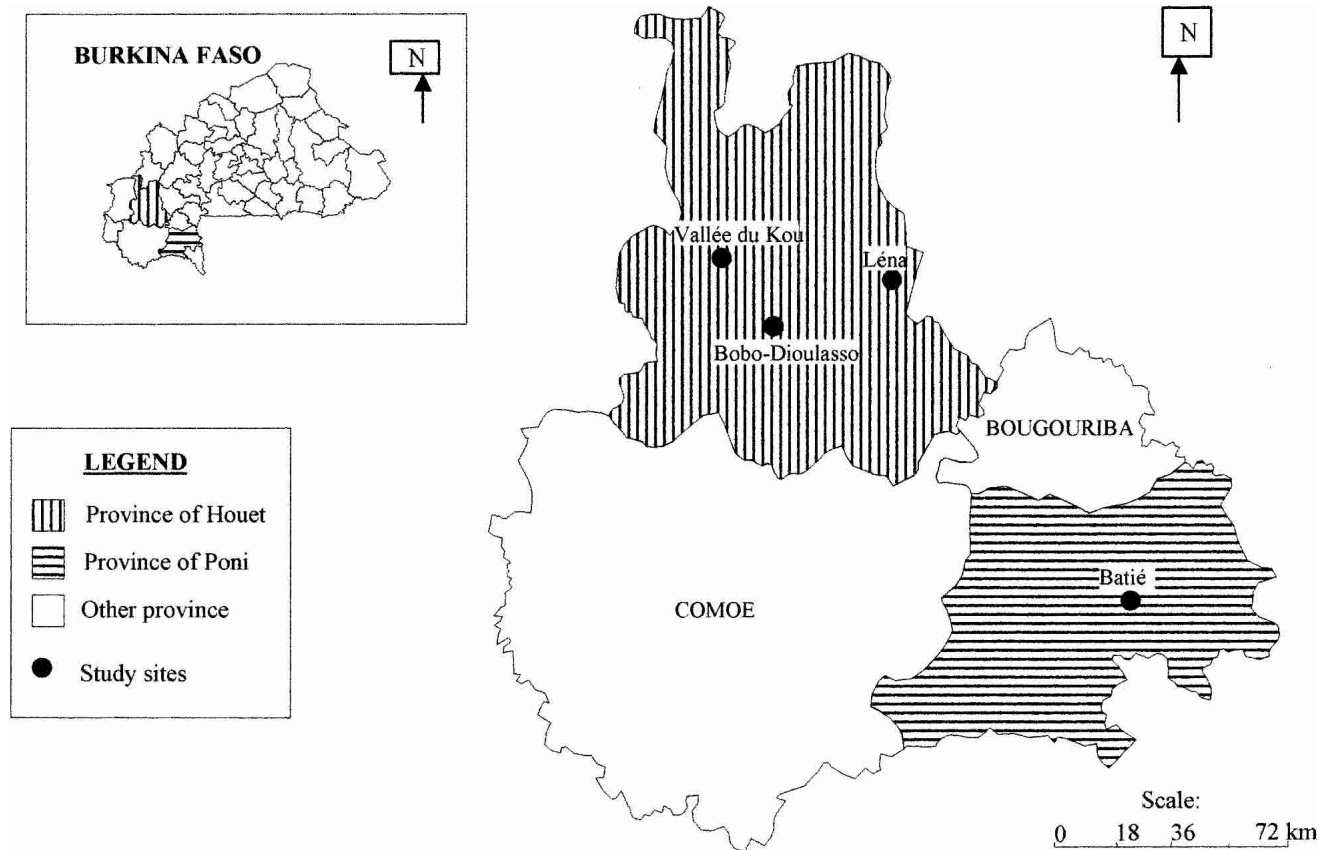 BURKINA FASO
N
N
Vallée du Kou
Léna
Bobo-Dioulasso
BOUGOURIBA
LEGEND
Province of Houet
Province of Poni
Other province
Study sites
Batié
COMOE
Scale:
0 18 36 72 km